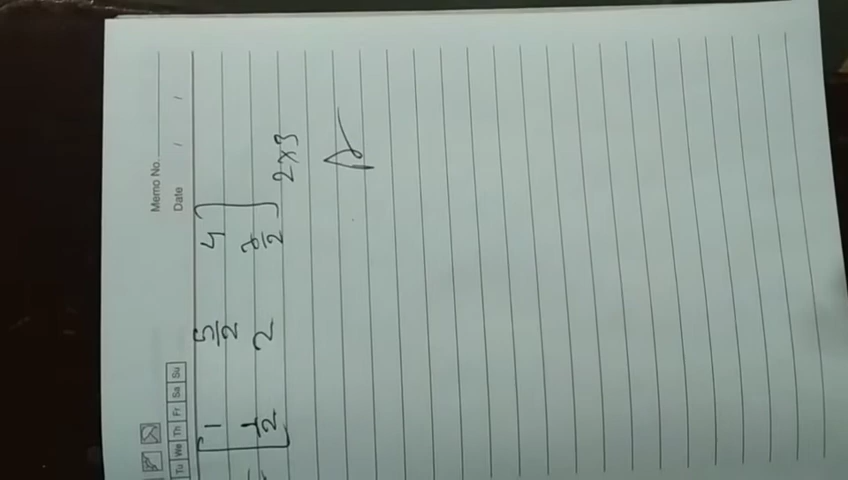 Memo No.
Date / /
Tu We Th Fr Sa Su
[ 1 5/2 4 ]
[ 1/2 2 7/2 ] 2×3